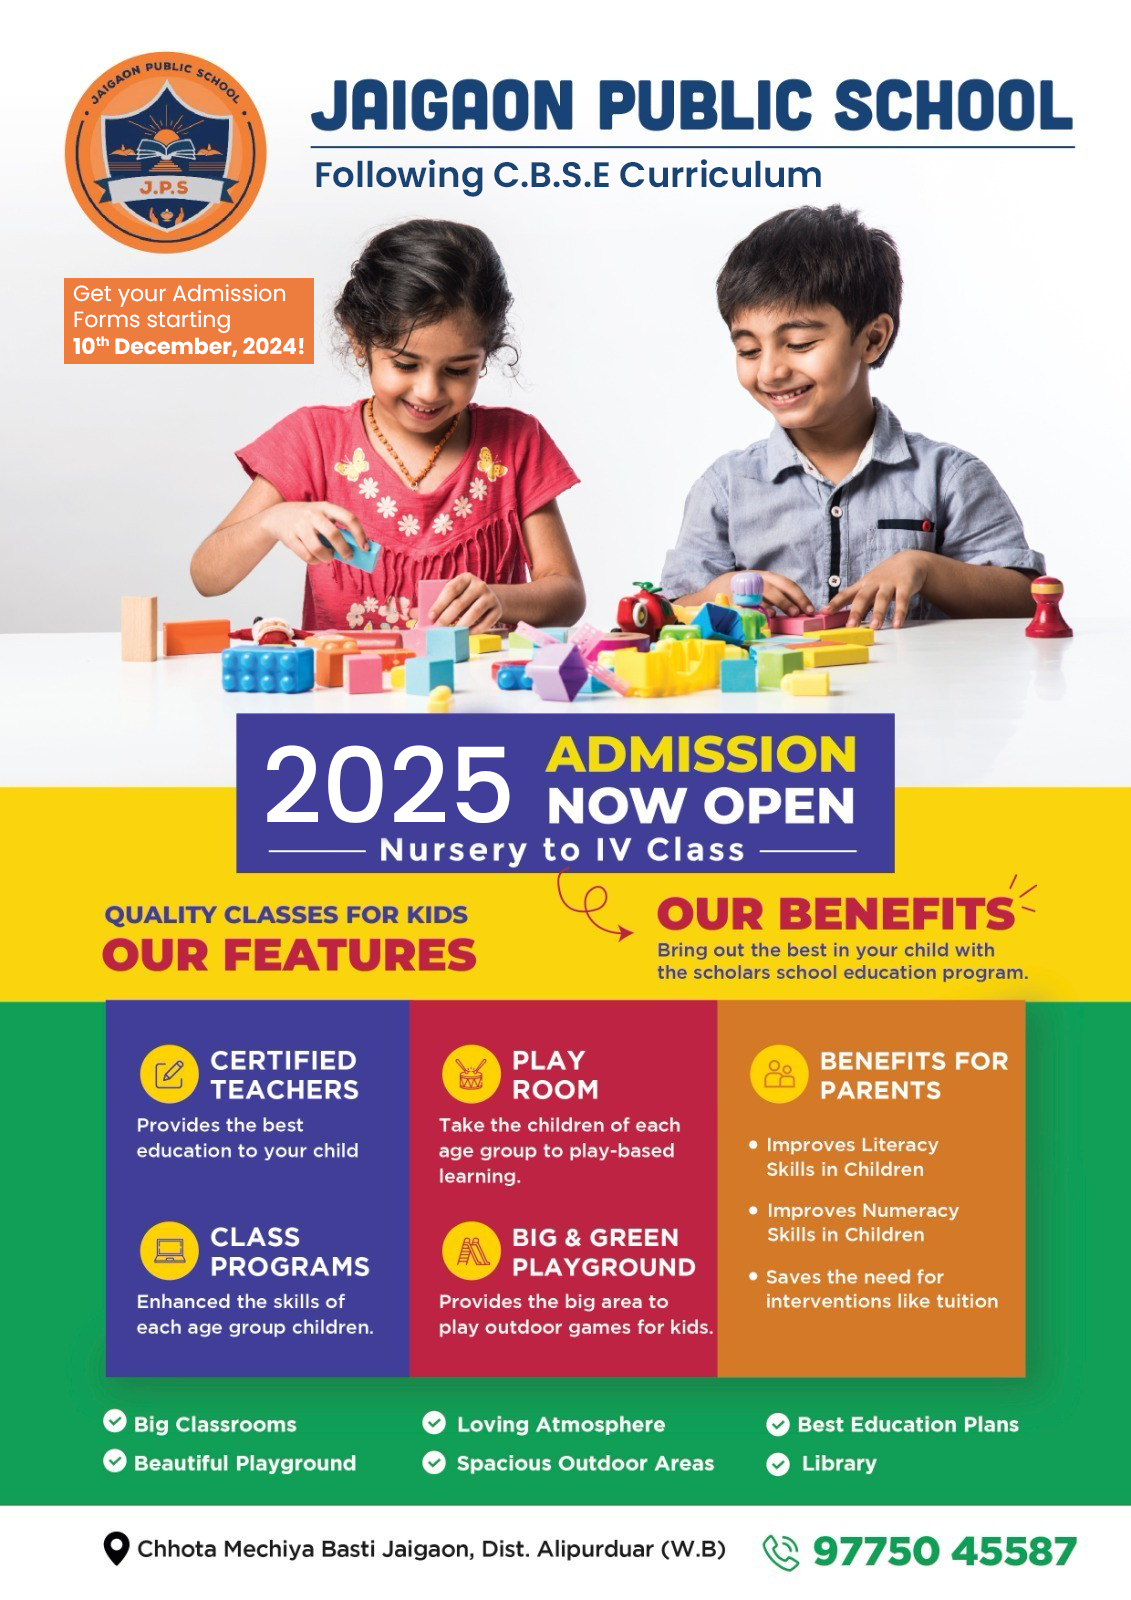 JAIGAON PUBLIC SCHOOL
J.P.S
JAIGAON PUBLIC SCHOOL
Following C.B.S.E Curriculum
Get your Admission
Forms starting
10th December, 2024!
2025
ADMISSION
NOW OPEN
Nursery to IV Class
QUALITY CLASSES FOR KIDS
OUR FEATURES
OUR BENEFITS
Bring out the best in your child with
the scholars school education program.
CERTIFIED
TEACHERS
Provides the best
education to your child
PLAY
ROOM
Take the children of each
age group to play-based
learning.
BENEFITS FOR
PARENTS
• Improves Literacy
Skills in Children
• Improves Numeracy
Skills in Children
• Saves the need for
interventions like tuition
CLASS
PROGRAMS
Enhanced the skills of
each age group children.
BIG & GREEN
PLAYGROUND
Provides the big area to
play outdoor games for kids.
Big Classrooms
Loving Atmosphere
Best Education Plans
Beautiful Playground
Spacious Outdoor Areas
Library
Chhota Mechiya Basti Jaigaon, Dist. Alipurduar (W.B)
97750 45587